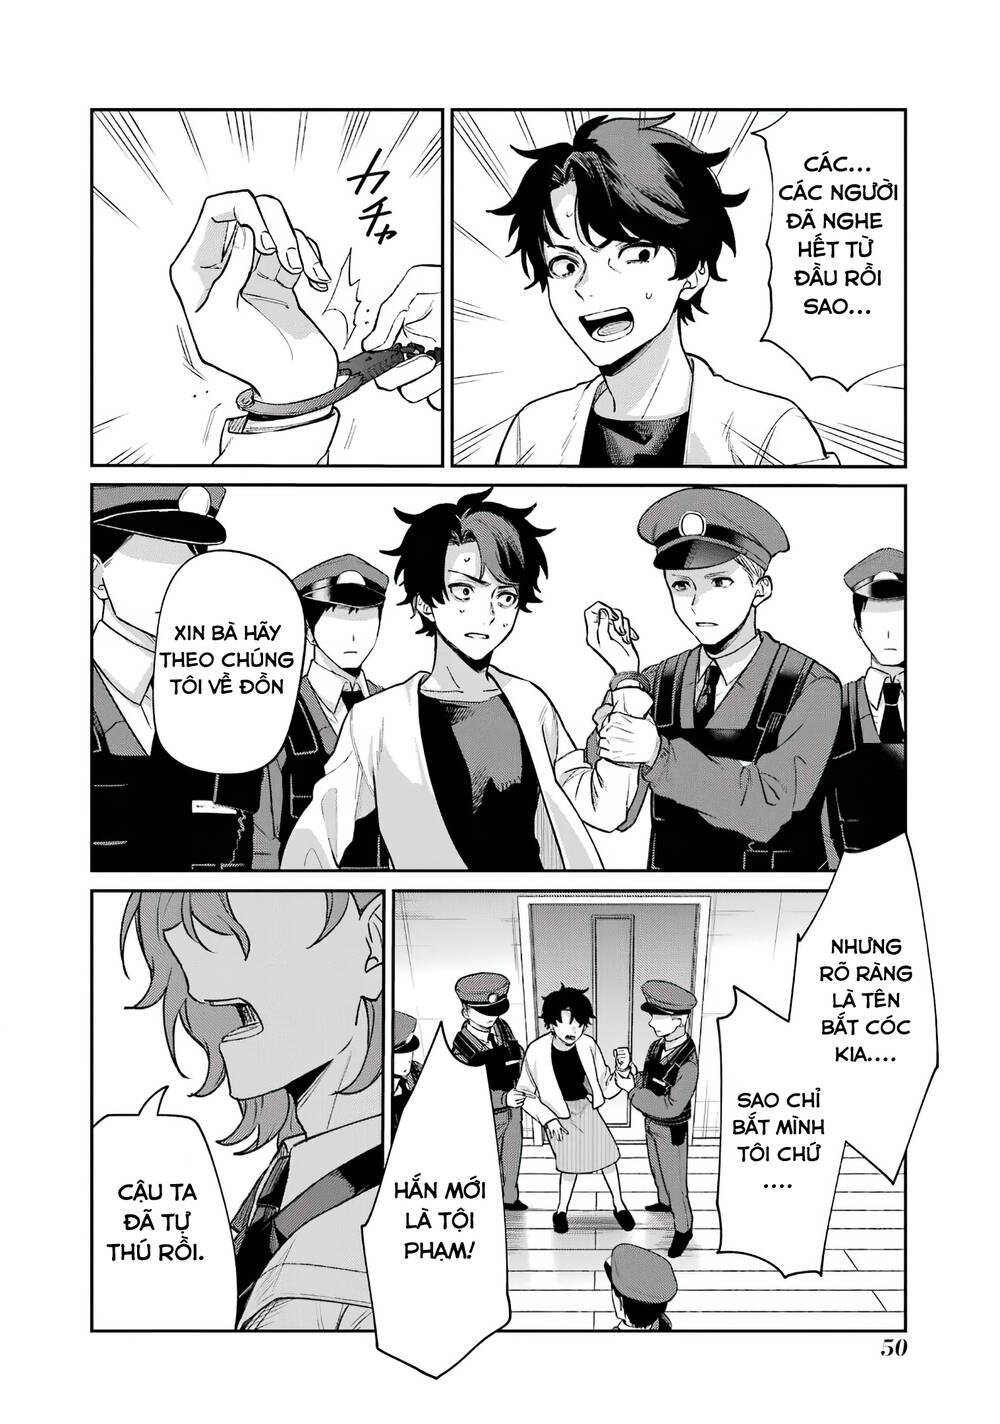 CÁC...
CÁC NGƯỜI
ĐÃ NGHE
HẾT TỪ
ĐẦU RỒI
SAO...
カチャ
XIN BÀ HÃY
THEO CHÚNG
TÔI VỀ ĐỒN
NHƯNG
RÕ RÀNG
LÀ TÊN
BẮT CÓC
KIA....
SAO CHỈ
BẮT MÌNH
TÔI CHỨ
....
HẮN MỚI
LÀ TỘI
PHẠM!
CẬU TA
ĐÃ TỰ
THÚ RỒI.
50